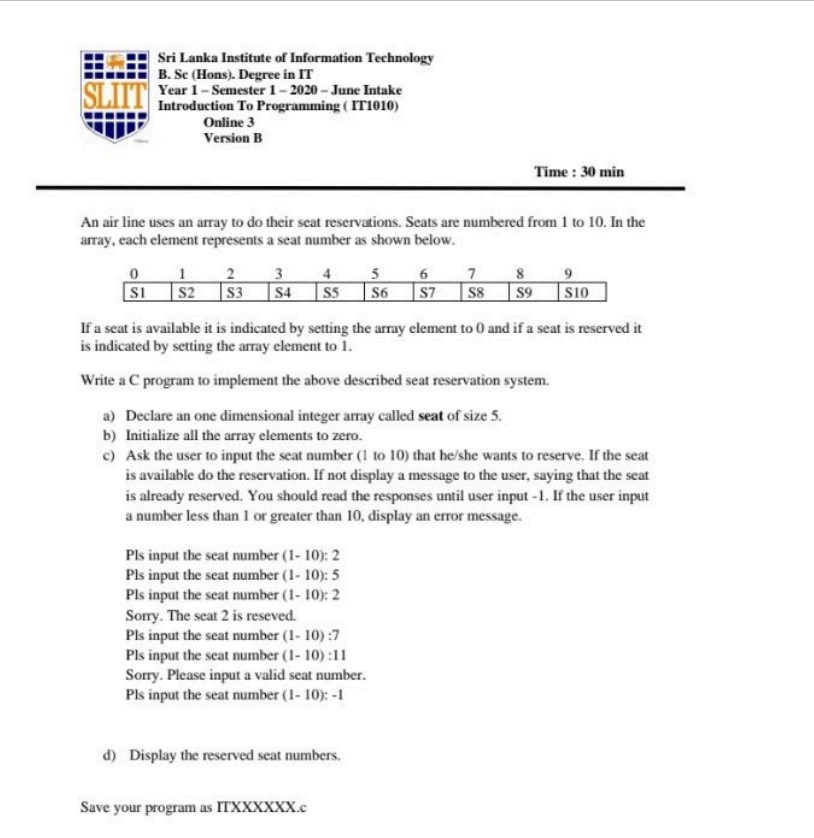 Sri Lanka Institute of Information Technology
B. Sc (Hons). Degree in IT
SLIIT
Year 1 – Semester 1 – 2020 – June Intake
Introduction To Programming ( IT1010)
Online 3
Version B
Time : 30 min
An air line uses an array to do their seat reservations. Seats are numbered from 1 to 10. In the
array, each element represents a seat number as shown below.
0 1 2 3 4 5 6 7 8 9
S1 S2 S3 S4 S5 S6 S7 S8 S9 S10
If a seat is available it is indicated by setting the array element to 0 and if a seat is reserved it
is indicated by setting the array element to 1.
Write a C program to implement the above described seat reservation system.
a) Declare an one dimensional integer array called seat of size 5.
b) Initialize all the array elements to zero.
c) Ask the user to input the seat number (1 to 10) that he/she wants to reserve. If the seat
is available do the reservation. If not display a message to the user, saying that the seat
is already reserved. You should read the responses until user input -1. If the user input
a number less than 1 or greater than 10, display an error message.
Pls input the seat number (1- 10): 2
Pls input the seat number (1- 10): 5
Pls input the seat number (1- 10): 2
Sorry. The seat 2 is reseved.
Pls input the seat number (1- 10) :7
Pls input the seat number (1- 10) :11
Sorry. Please input a valid seat number.
Pls input the seat number (1- 10): -1
d) Display the reserved seat numbers.
Save your program as ITXXXXXX.c